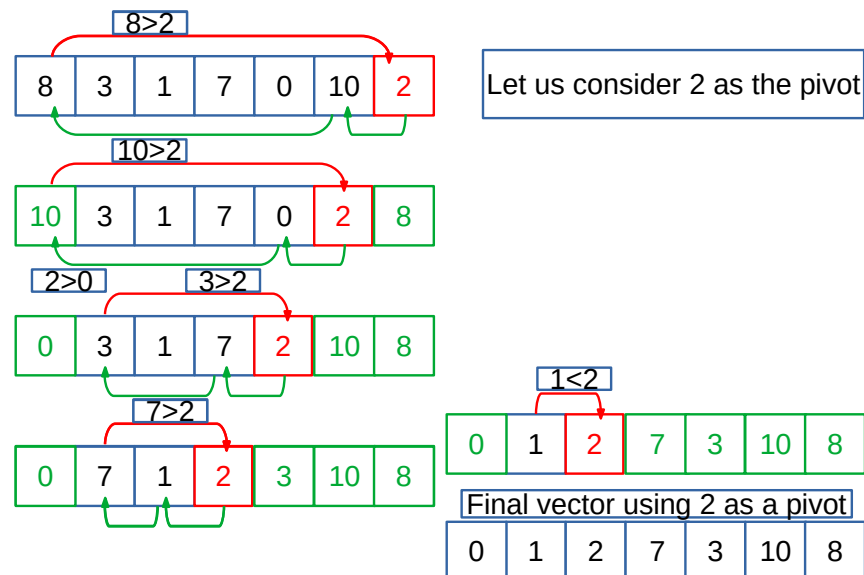 8>2
8 3 1 7 0 10 2
Let us consider 2 as the pivot
10>2
10 3 1 7 0 2 8
2>0 3>2
0 3 1 7 2 10 8
7>2
0 7 1 2 3 10 8
1<2
0 1 2 7 3 10 8
Final vector using 2 as a pivot
0 1 2 7 3 10 8